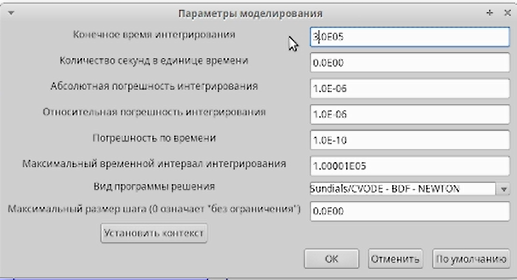 Параметры моделирования
Конечное время интегрирования 3.0E05
Количество секунд в единице времени 0.0E00
Абсолютная погрешность интегрирования 1.0E-06
Относительная погрешность интегрирования 1.0E-06
Погрешность по времени 1.0E-10
Максимальный временной интервал интегрирования 1.00001E05
Вид программы решения Sundials/CVODE - BDF - NEWTON
Максимальный размер шага (0 означает "без ограничения") 0.0E00
Установить контекст
ОК Отменить По умолчанию